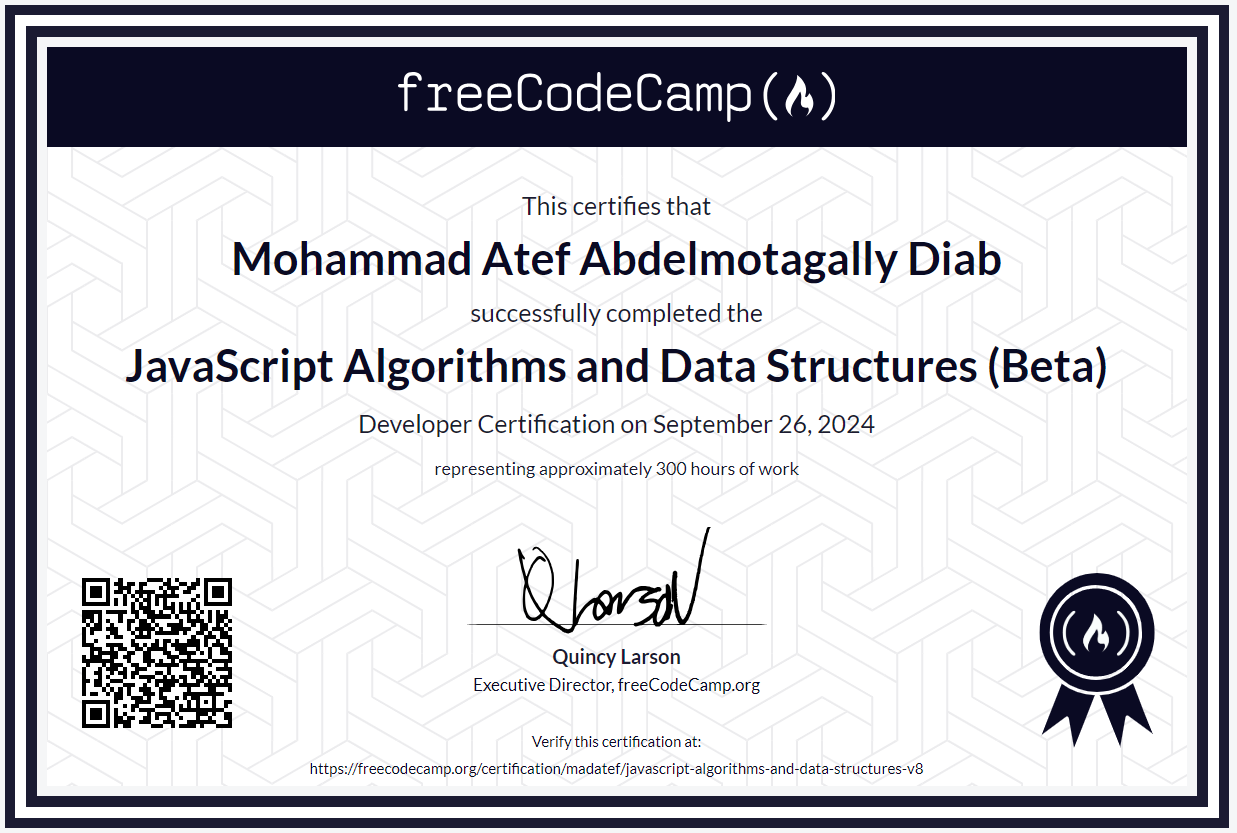 freeCodeCamp
This certifies that
Mohammad Atef Abdelmotagally Diab
successfully completed the
JavaScript Algorithms and Data Structures (Beta)
Developer Certification on September 26, 2024
representing approximately 300 hours of work
Quincy Larson
Executive Director, freeCodeCamp.org
Verify this certification at:
https://freecodecamp.org/certification/madatef/javascript-algorithms-and-data-structures-v8